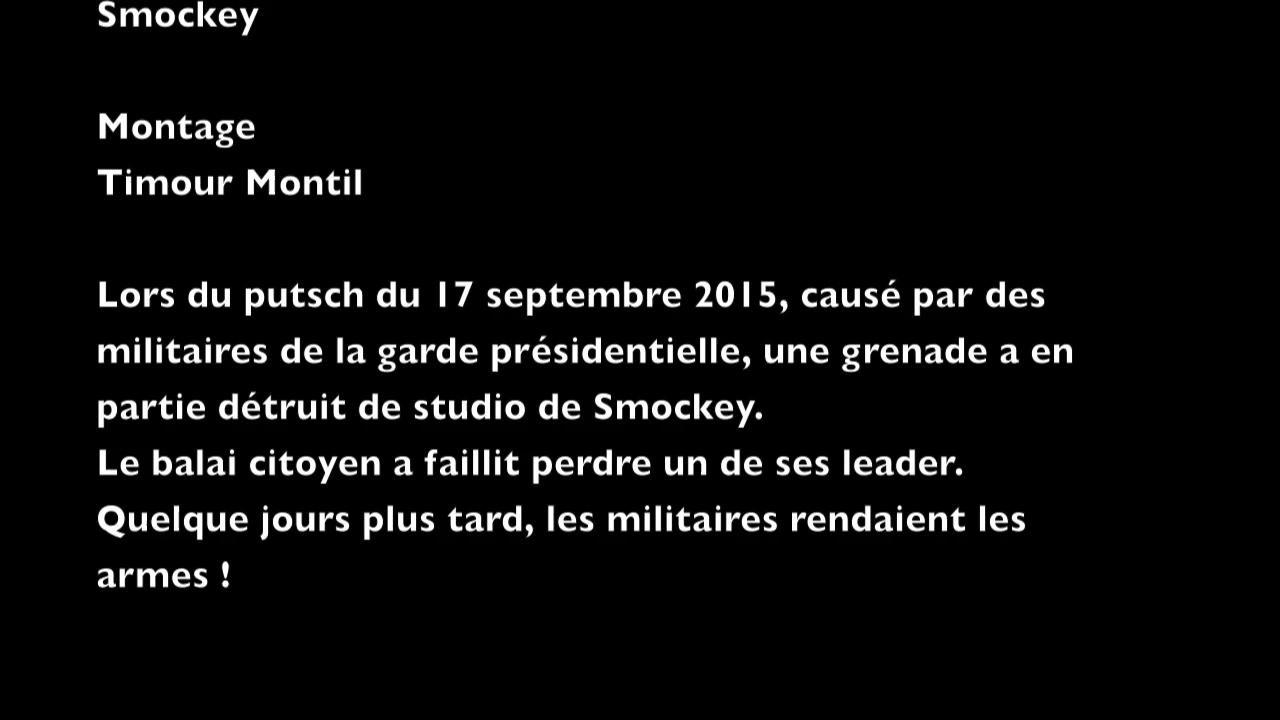 Smockey
Montage
Timour Montil
Lors du putsch du 17 septembre 2015, causé par des
militaires de la garde présidentielle, une grenade a en
partie détruit de studio de Smockey.
Le balai citoyen a faillit perdre un de ses leader.
Quelque jours plus tard, les militaires rendaient les
armes !